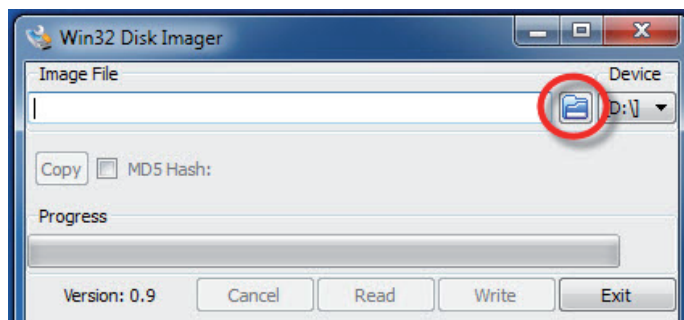 Win32 Disk Imager
Image File
Device
[D:\]
Copy
MD5 Hash:
Progress
Version: 0.9
Cancel
Read
Write
Exit